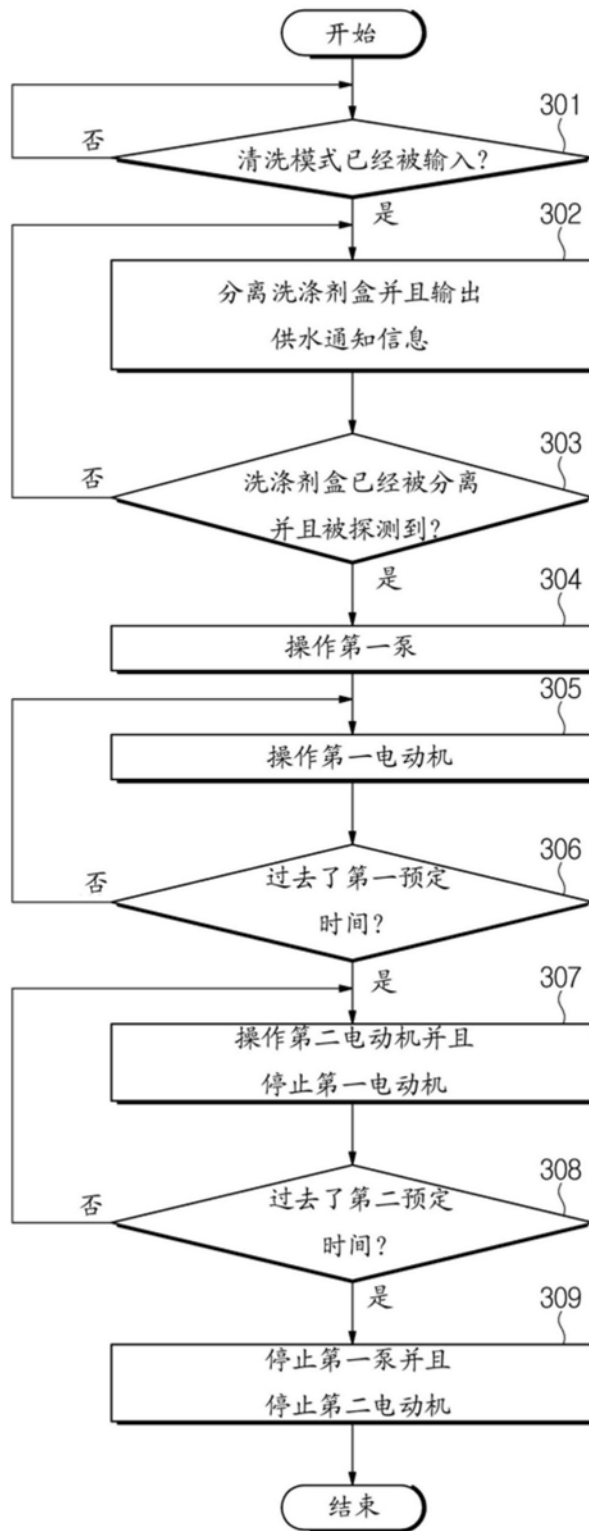 开始
301
否
清洗模式已经被输入?
是
302
分离洗涤剂盒并且输出
供水通知信息
303
否
洗涤剂盒已经被分离
并且被探测到?
是
304
操作第一泵
305
操作第一电动机
306
否
过去了第一预定
时间?
是
307
操作第二电动机并且
停止第一电动机
308
否
过去了第二预定
时间?
是
309
停止第一泵并且
停止第二电动机
结束